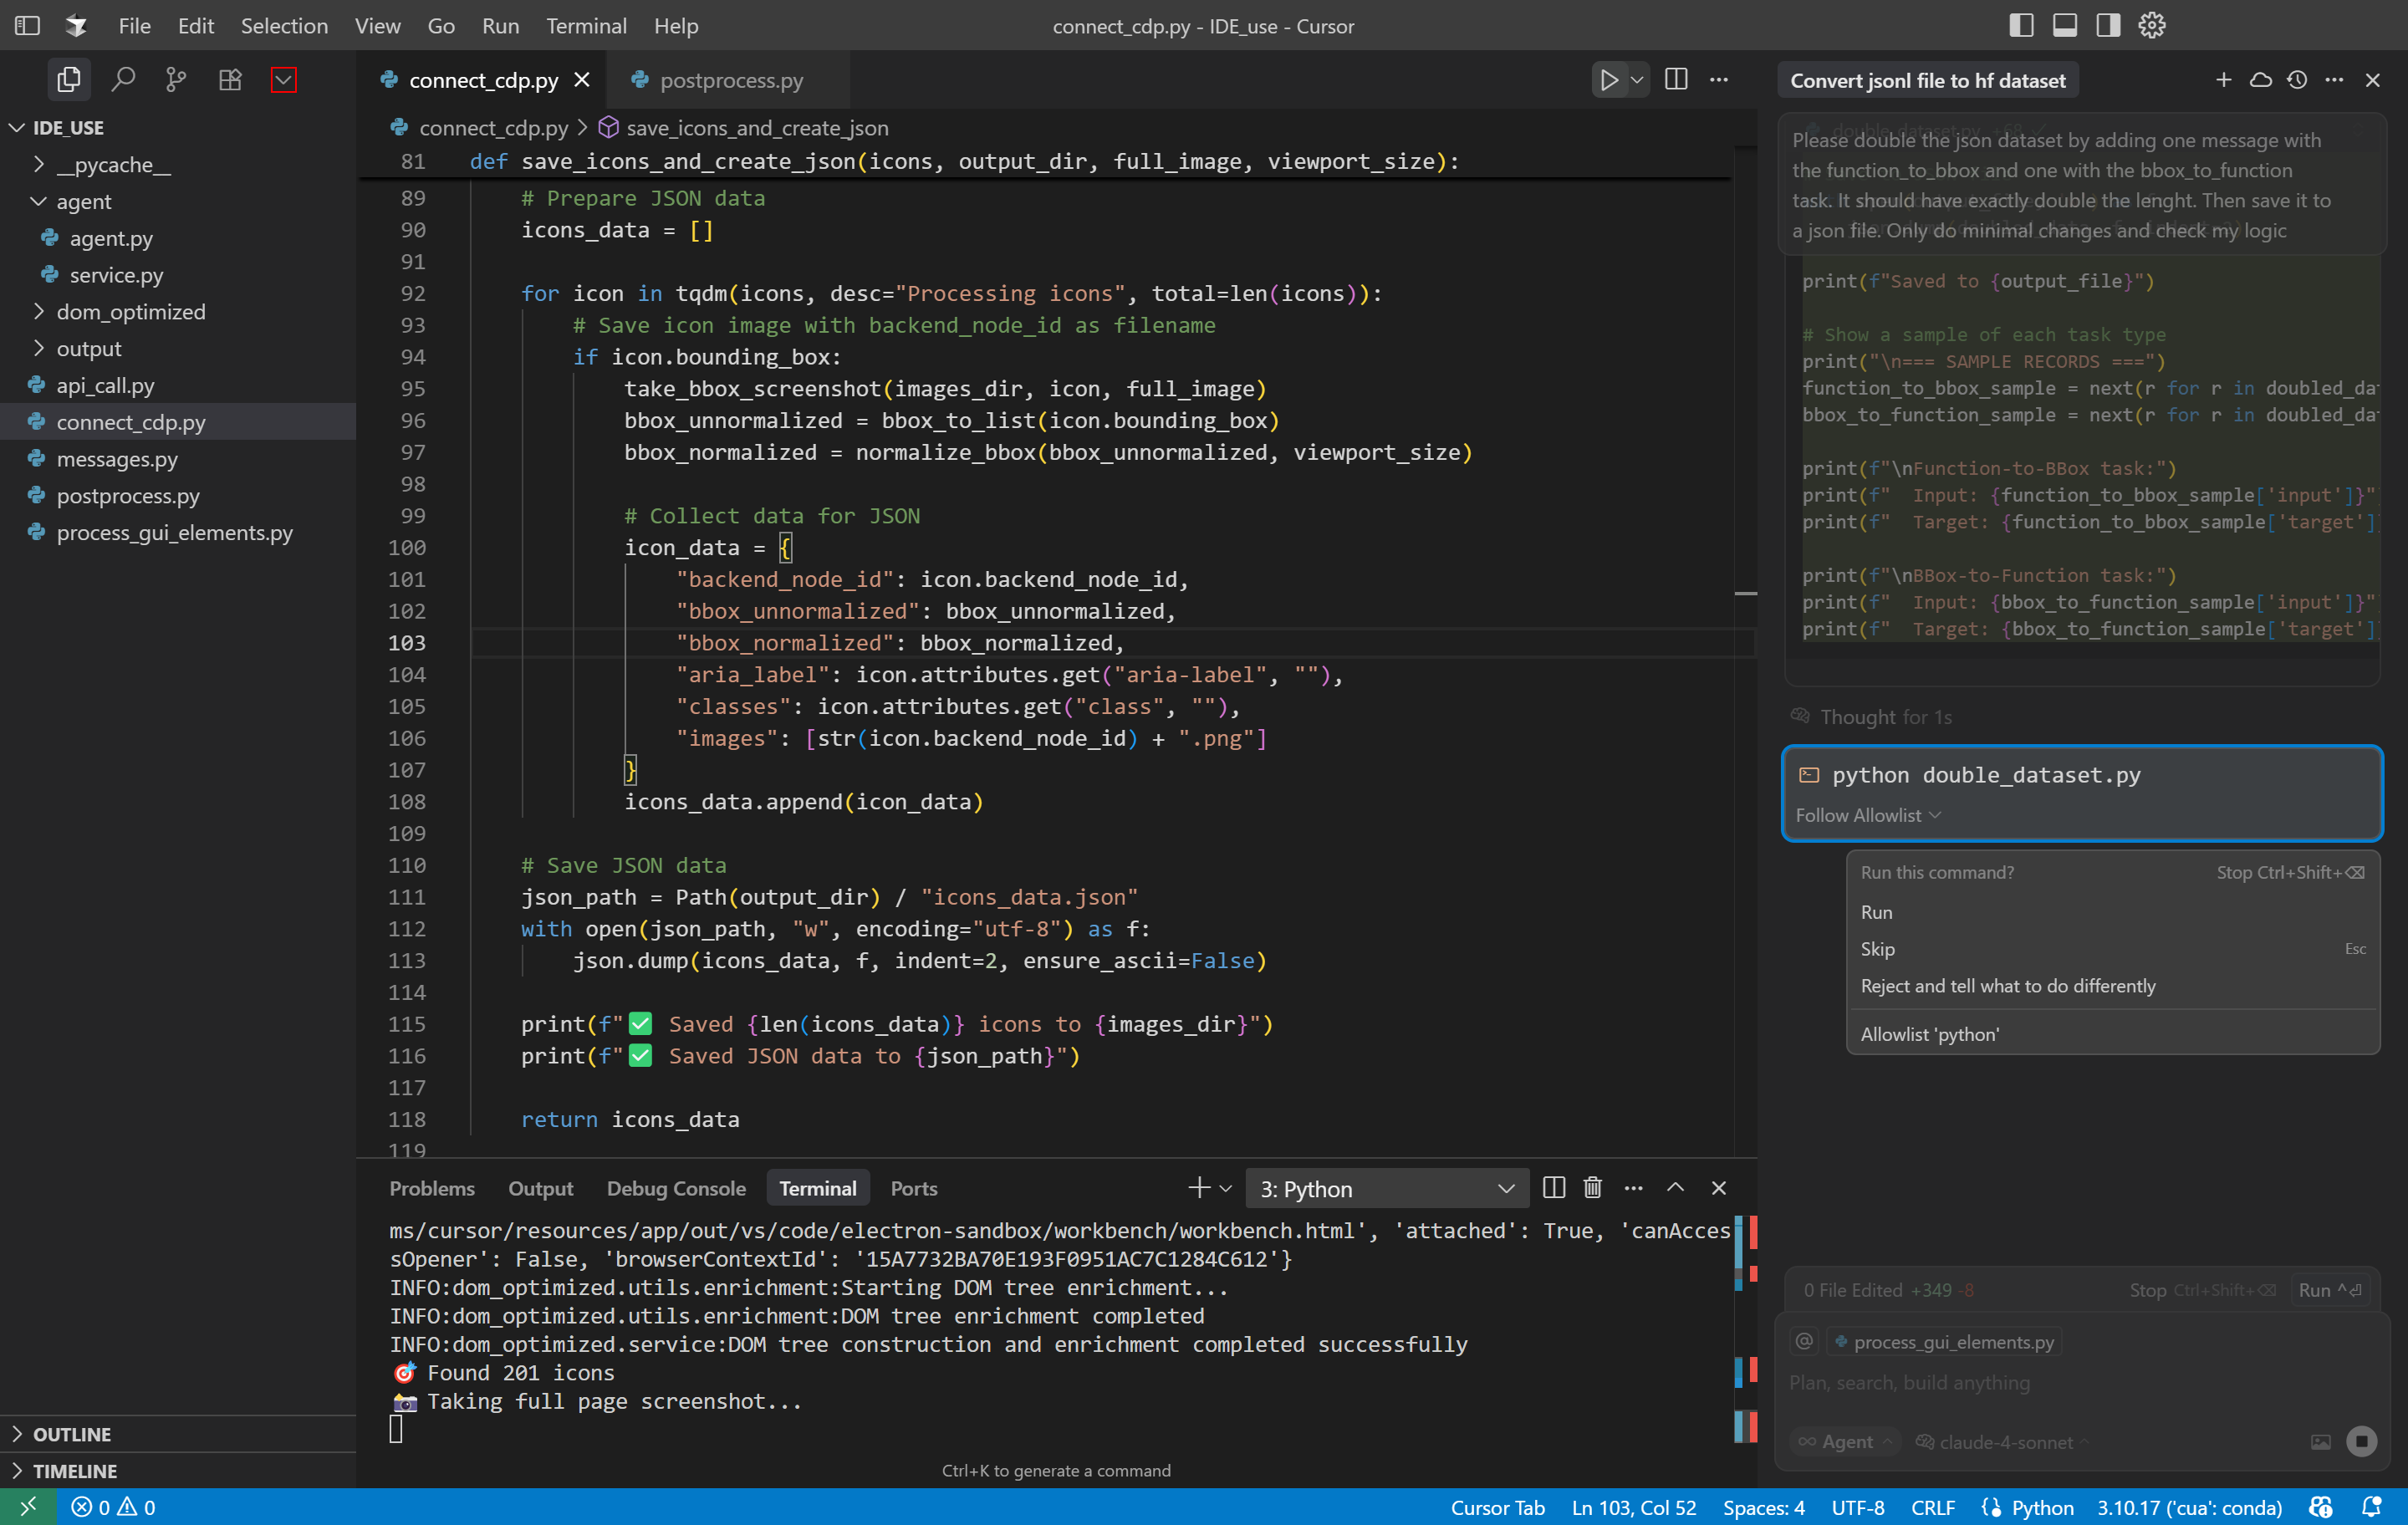 File Edit Selection View Go Run Terminal Help
connect_cdp.py - IDE_use - Cursor
IDE_USE
__pycache__
agent
agent.py
service.py
dom_optimized
output
api_call.py
connect_cdp.py
messages.py
postprocess.py
process_gui_elements.py
OUTLINE
TIMELINE
connect_cdp.py
postprocess.py
connect_cdp.py > save_icons_and_create_json
81 def save_icons_and_create_json(icons, output_dir, full_image, viewport_size):
89 # Prepare JSON data
90 icons_data = []
91
92 for icon in tqdm(icons, desc="Processing icons", total=len(icons)):
93 # Save icon image with backend_node_id as filename
94 if icon.bounding_box:
95 take_bbox_screenshot(images_dir, icon, full_image)
96 bbox_unnormalized = bbox_to_list(icon.bounding_box)
97 bbox_normalized = normalize_bbox(bbox_unnormalized, viewport_size)
98
99 # Collect data for JSON
100 icon_data = {
101 "backend_node_id": icon.backend_node_id,
102 "bbox_unnormalized": bbox_unnormalized,
103 "bbox_normalized": bbox_normalized,
104 "aria_label": icon.attributes.get("aria-label", ""),
105 "classes": icon.attributes.get("class", ""),
106 "images": [str(icon.backend_node_id) + ".png"]
107 }
108 icons_data.append(icon_data)
109
110 # Save JSON data
111 json_path = Path(output_dir) / "icons_data.json"
112 with open(json_path, "w", encoding="utf-8") as f:
113 json.dump(icons_data, f, indent=2, ensure_ascii=False)
114
115 print(f"✅ Saved {len(icons_data)} icons to {images_dir}")
116 print(f"✅ Saved JSON data to {json_path}")
117
118 return icons_data
119
Problems Output Debug Console Terminal Ports
3: Python
ms/cursor/resources/app/out/vs/code/electron-sandbox/workbench/workbench.html', 'attached': True, 'canAcces
sOpener': False, 'browserContextId': '15A7732BA70E193F0951AC7C1284C612'}
INFO:dom_optimized.utils.enrichment:Starting DOM tree enrichment...
INFO:dom_optimized.utils.enrichment:DOM tree enrichment completed
INFO:dom_optimized.service:DOM tree construction and enrichment completed successfully
🎯 Found 201 icons
📸 Taking full page screenshot...
Ctrl+K to generate a command
Convert jsonl file to hf dataset
Please double the json dataset by adding one message with
the function_to_bbox and one with the bbox_to_function
task. It should have exactly double the lenght. Then save it to
a json file. Only do minimal changes and check my logic
print(f"Saved to {output_file}")
# Show a sample of each task type
print("\n=== SAMPLE RECORDS ===")
function_to_bbox_sample = next(r for r in doubled_dat
bbox_to_function_sample = next(r for r in doubled_dat
print(f"\nFunction-to-BBox task:")
print(f"  Input: {function_to_bbox_sample['input']}"
print(f"  Target: {function_to_bbox_sample['target']
print(f"\nBBox-to-Function task:")
print(f"  Input: {bbox_to_function_sample['input']}"
print(f"  Target: {bbox_to_function_sample['target']
Thought for 1s
python double_dataset.py
Follow Allowlist
Run this command? Stop Ctrl+Shift+⌫
Run
Skip Esc
Reject and tell what to do differently
Allowlist 'python'
0 File Edited +349 -8 Stop Ctrl+Shift+⌫ Run ^⏎
@ process_gui_elements.py
Plan, search, build anything
∞ Agent claude-4-sonnet
0 0 Cursor Tab Ln 103, Col 52 Spaces: 4 UTF-8 CRLF Python 3.10.17 ('cua': conda)